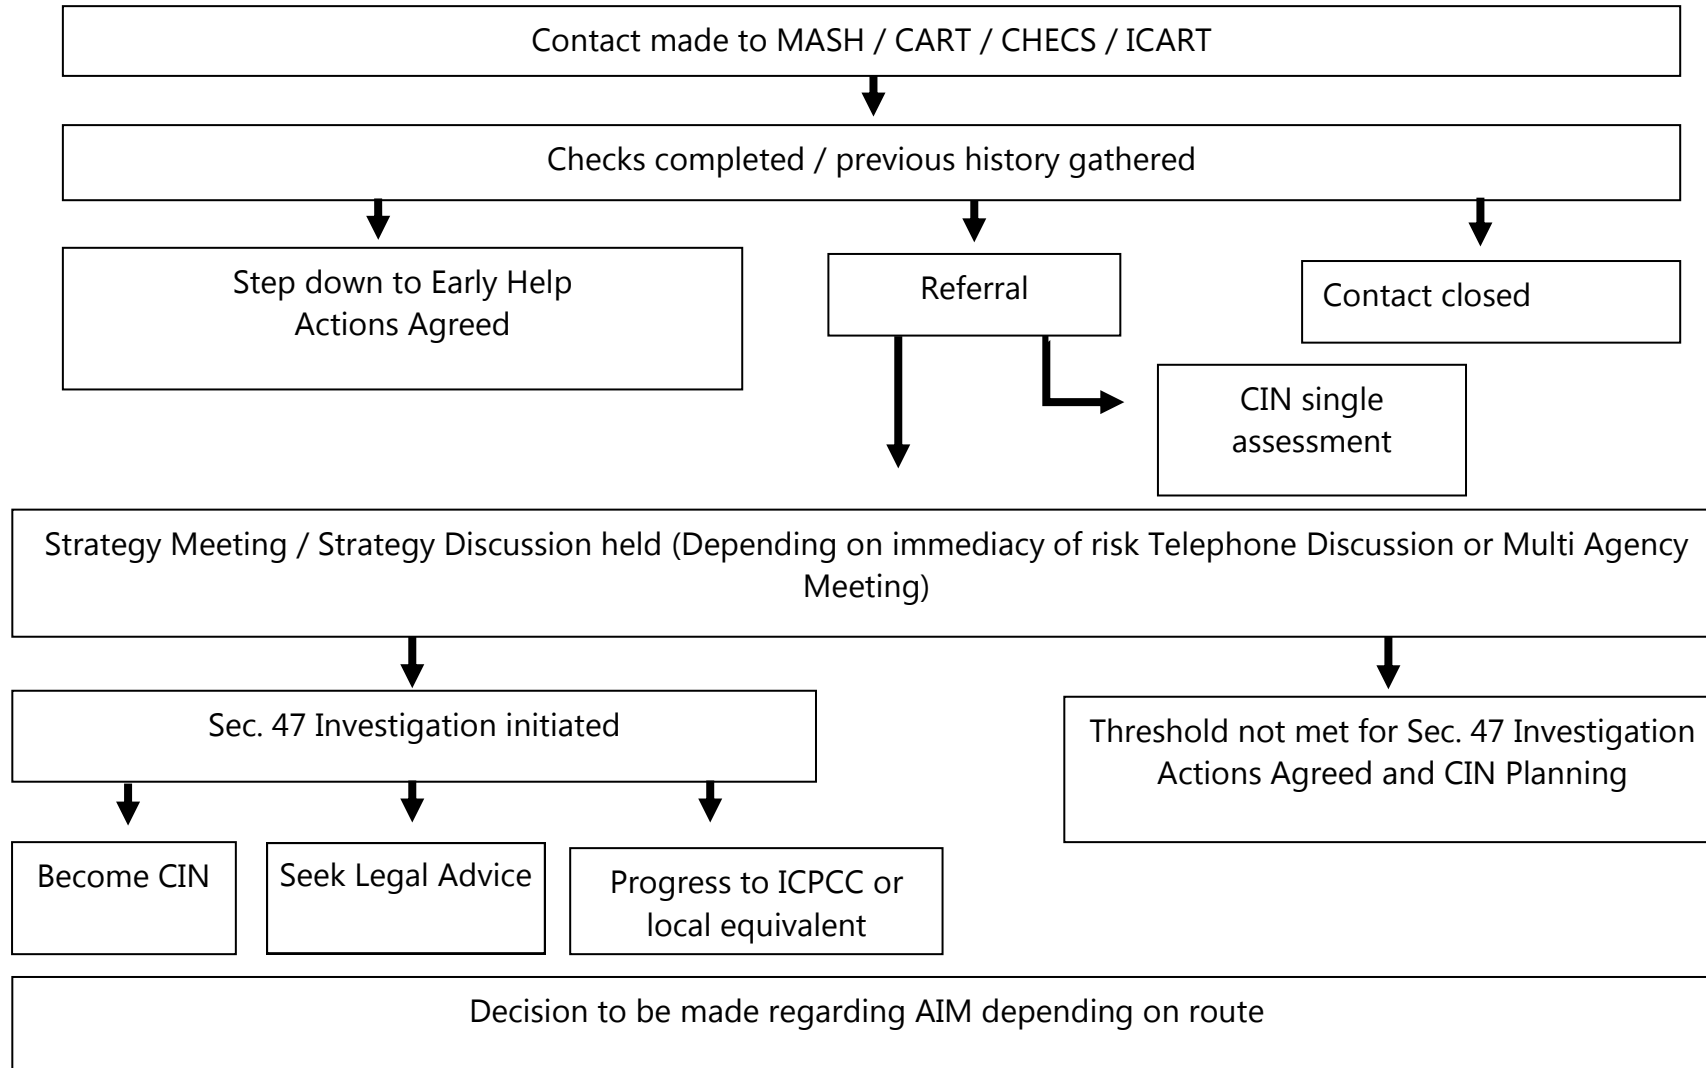 Contact made to MASH / CART / CHECS / ICART
Checks completed / previous history gathered
Step down to Early Help
Actions Agreed
Referral
Contact closed
CIN single
assessment
Strategy Meeting / Strategy Discussion held (Depending on immediacy of risk Telephone Discussion or Multi Agency
Meeting)
Sec. 47 Investigation initiated
Threshold not met for Sec. 47 Investigation
Actions Agreed and CIN Planning
Become CIN
Seek Legal Advice
Progress to ICPCC or
local equivalent
Decision to be made regarding AIM depending on route